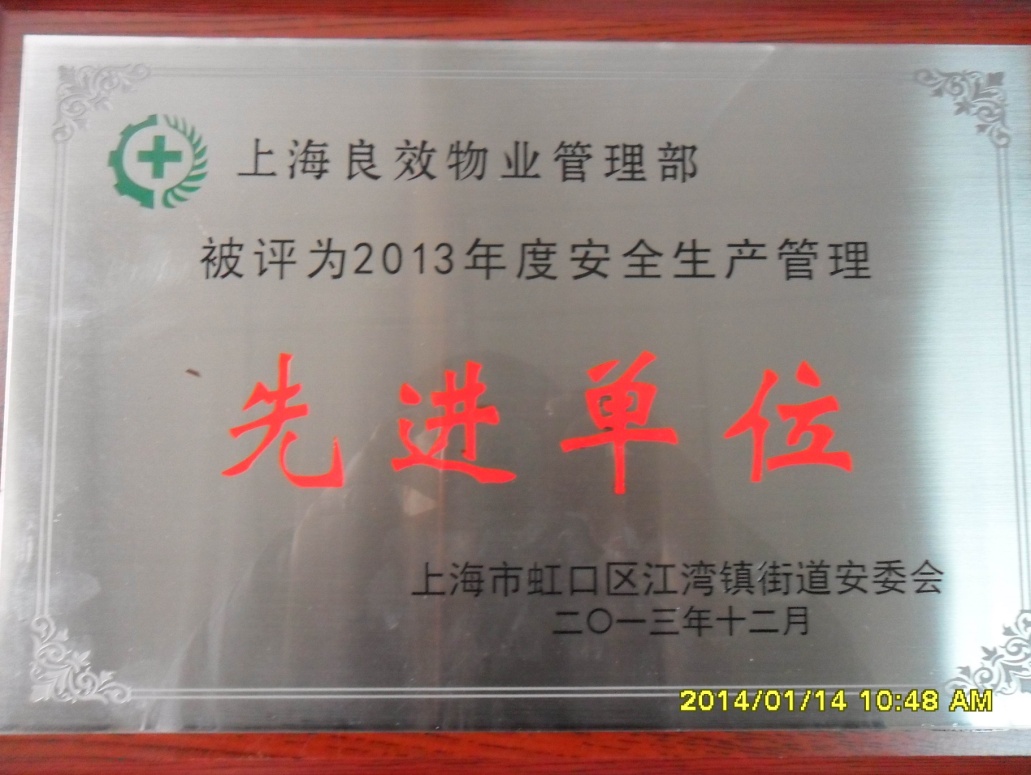 上海良效物业管理部
被评为2013年度安全生产管理
先进单位
上海市虹口区江湾镇街道安委会
二〇一三年十二月
2014/01/14 10:48 AM